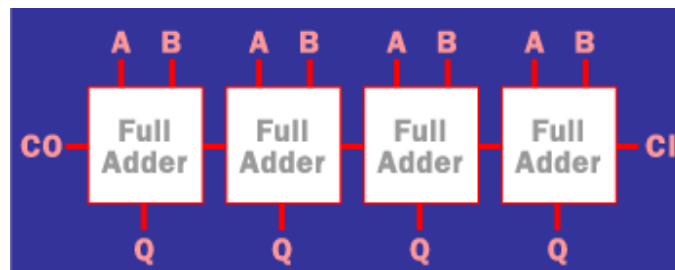 A B A B A B A B
Full Full Full Full
CO Adder Adder Adder Adder CI
Q Q Q Q